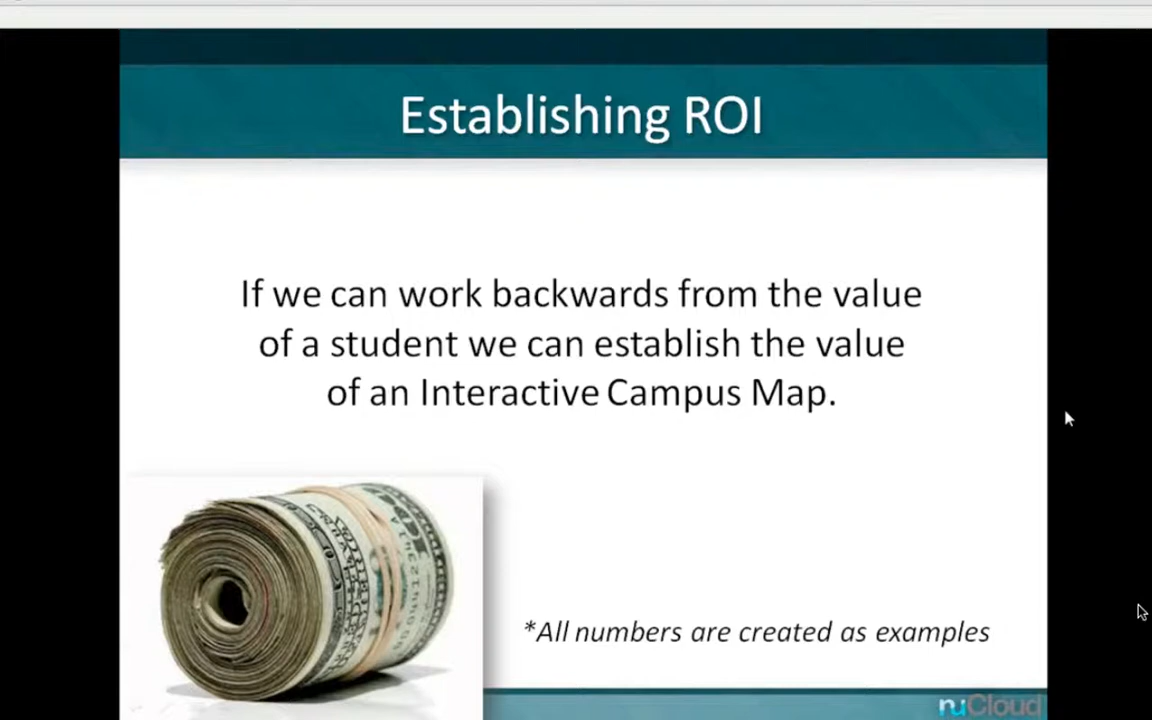 Establishing ROI
If we can work backwards from the value
of a student we can establish the value
of an Interactive Campus Map.
*All numbers are created as examples
nuCloud